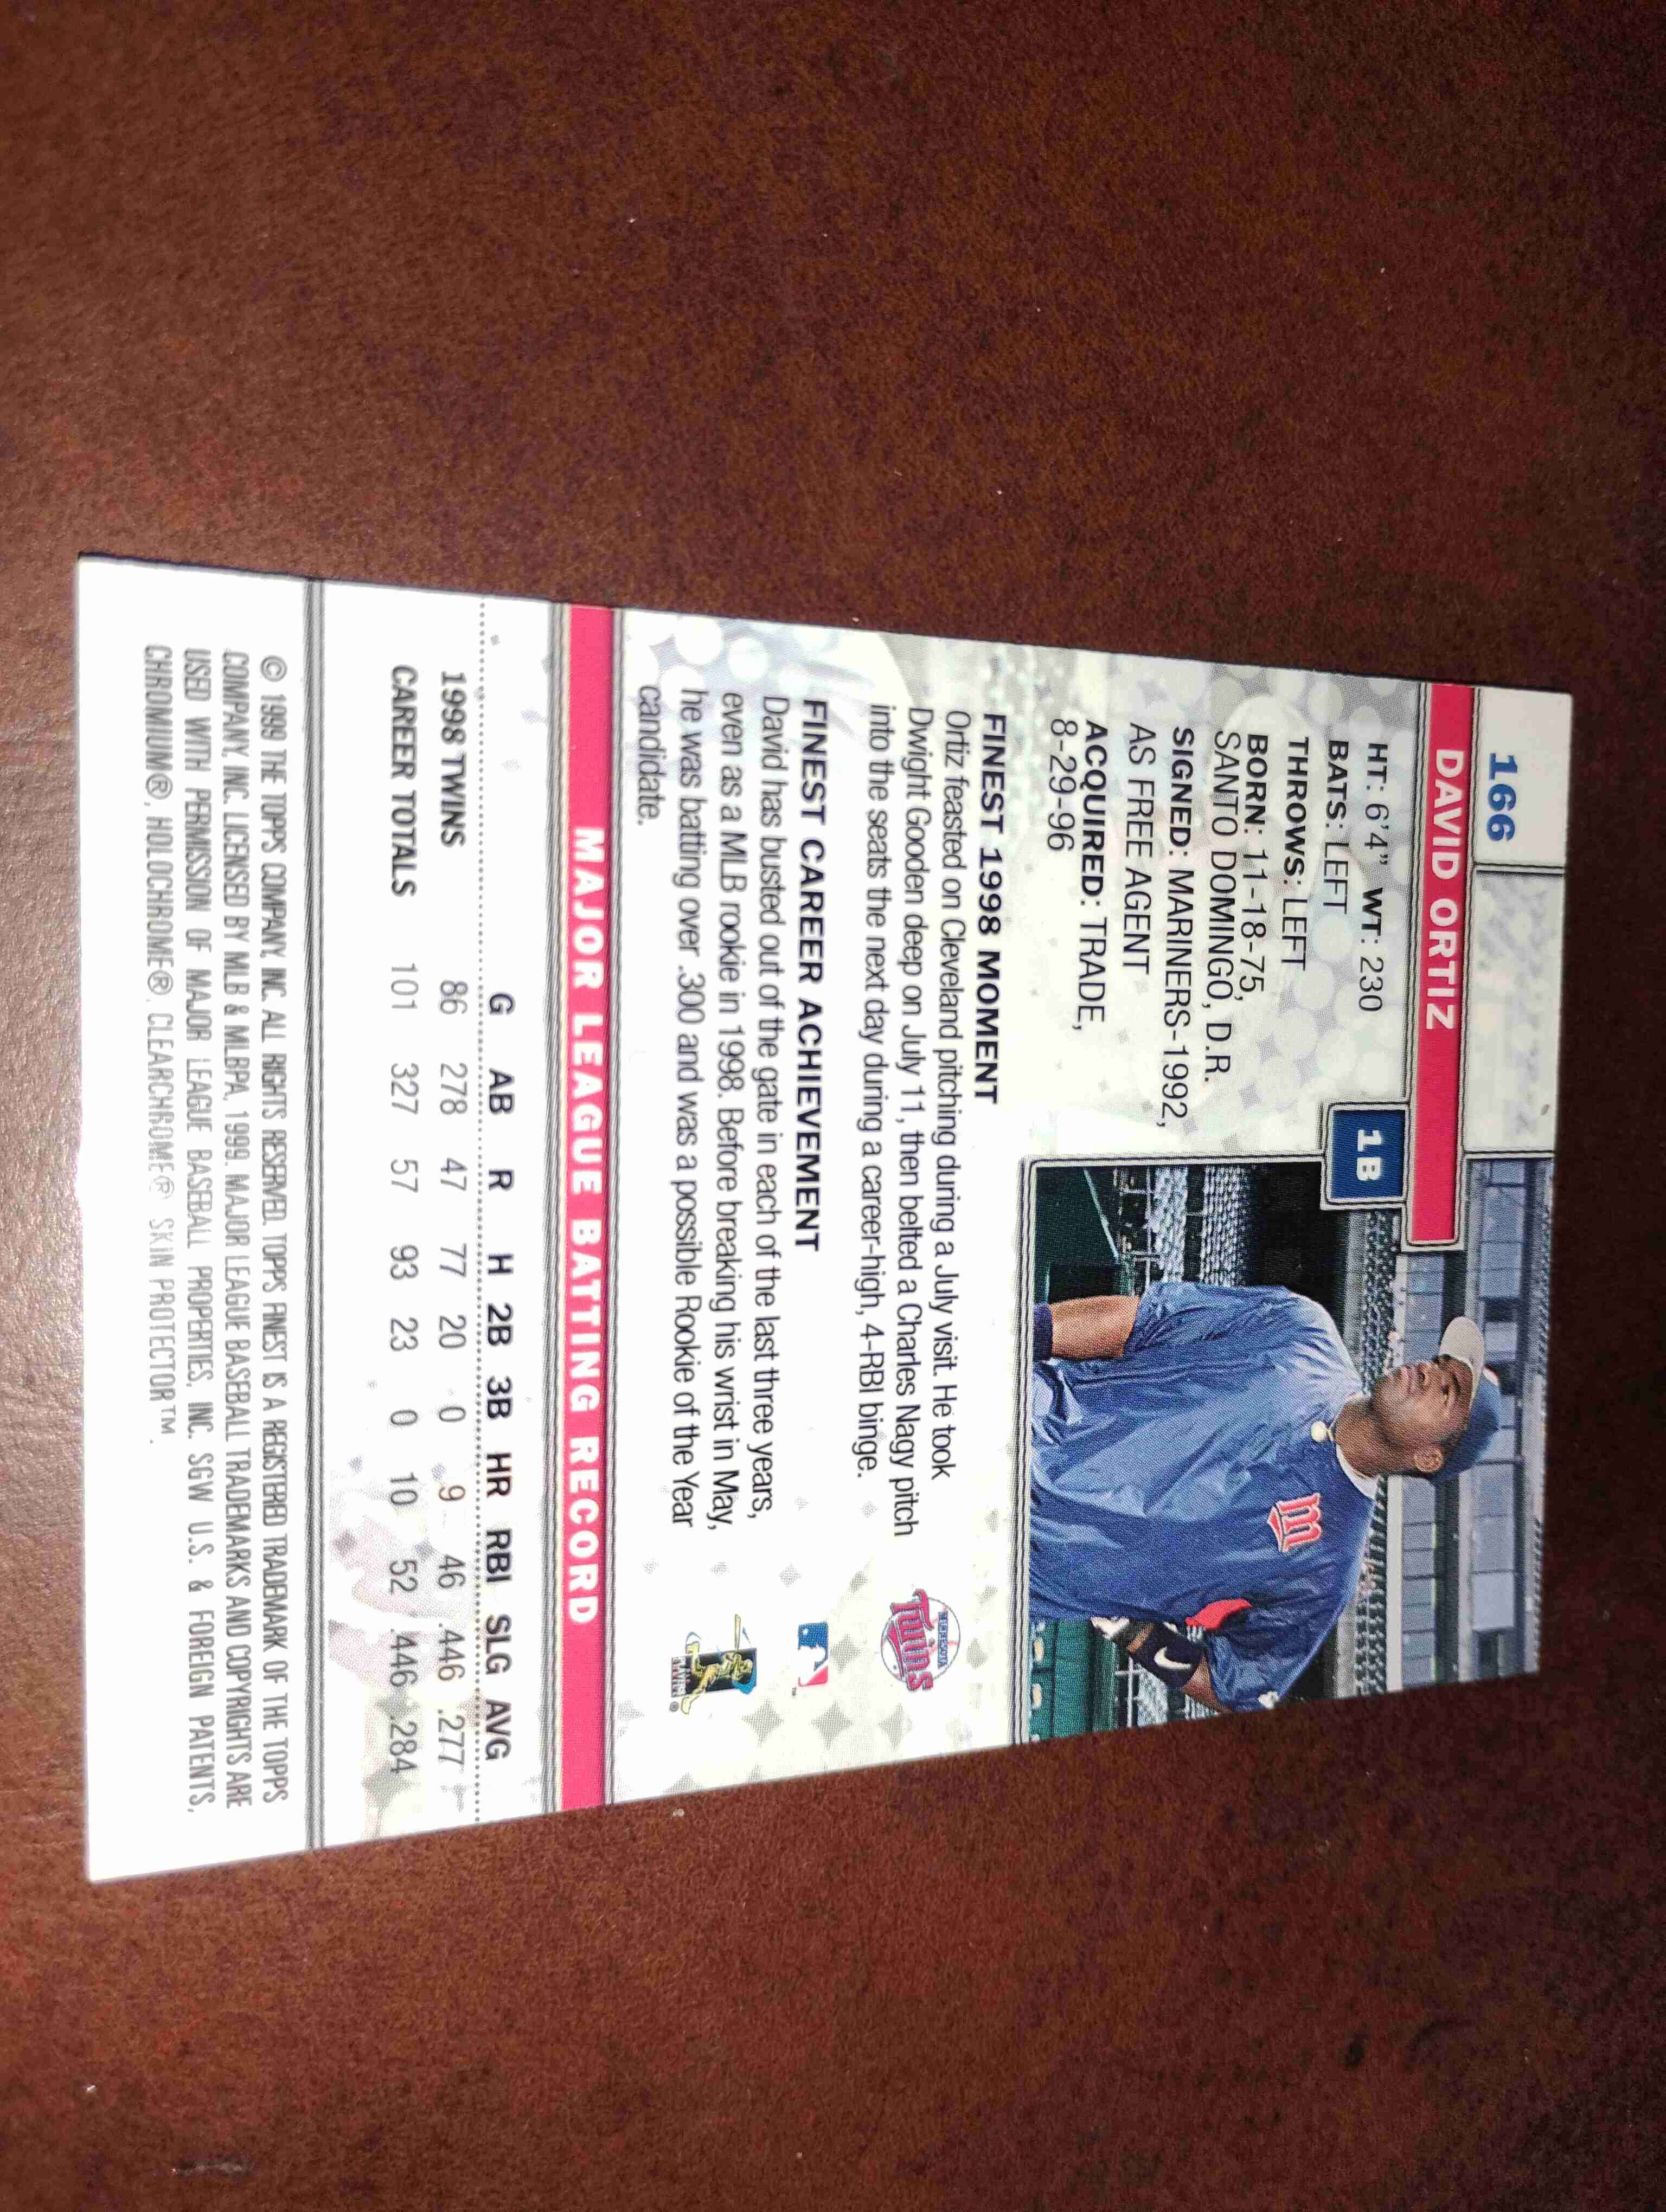 166
DAVID ORTIZ
1B
HT: 6'4" WT: 230
BATS: LEFT
THROWS: LEFT
BORN: 11-18-75,
SANTO DOMINGO, D.R.
SIGNED: MARINERS-1992,
AS FREE AGENT
ACQUIRED: TRADE,
8-29-96
M
FINEST 1998 MOMENT
Ortiz feasted on Cleveland pitching during a July visit. He took
Dwight Gooden deep on July 11, then belted a Charles Nagy pitch
into the seats the next day during a career-high, 4-RBI binge.
MINNESOTA
Twins
FINEST CAREER ACHIEVEMENT
David has busted out of the gate in each of the last three years,
even as a MLB rookie in 1998. Before breaking his wrist in May,
he was batting over .300 and was a possible Rookie of the Year
candidate.
MAJOR LEAGUE BATTING RECORD
G AB R H 2B 3B HR RBI SLG AVG
1998 TWINS 86 278 47 77 20 0 9 46 .446 .277
CAREER TOTALS 101 327 57 93 23 0 10 52 .446 .284
© 1999 THE TOPPS COMPANY, INC. ALL RIGHTS RESERVED. TOPPS FINEST IS A REGISTERED TRADEMARK OF THE TOPPS
COMPANY, INC. LICENSED BY MLB & MLBPA, 1999. MAJOR LEAGUE BASEBALL TRADEMARKS AND COPYRIGHTS ARE
USED WITH PERMISSION OF MAJOR LEAGUE BASEBALL PROPERTIES, INC. SGW U.S. & FOREIGN PATENTS,
CHROMIUM®, HOLOCHROME®, CLEARCHROME® SKIN PROTECTOR™.